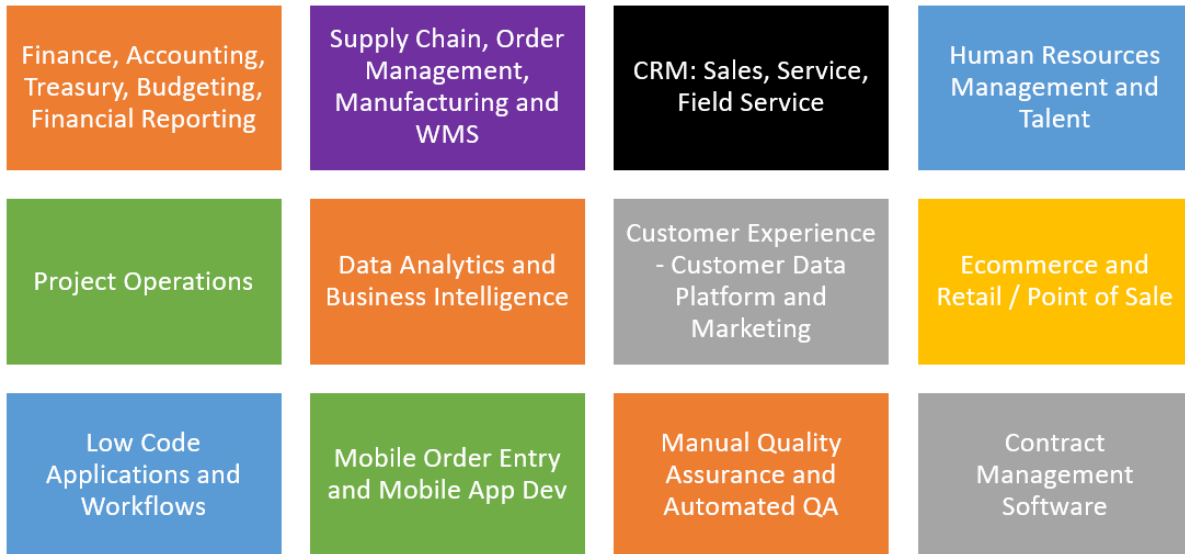 Finance, Accounting,
Treasury, Budgeting,
Financial Reporting
Supply Chain, Order
Management,
Manufacturing and
WMS
CRM: Sales, Service,
Field Service
Human Resources
Management and
Talent
Project Operations
Data Analytics and
Business Intelligence
Customer Experience
- Customer Data
Platform and
Marketing
Ecommerce and
Retail / Point of Sale
Low Code
Applications and
Workflows
Mobile Order Entry
and Mobile App Dev
Manual Quality
Assurance and
Automated QA
Contract
Management
Software